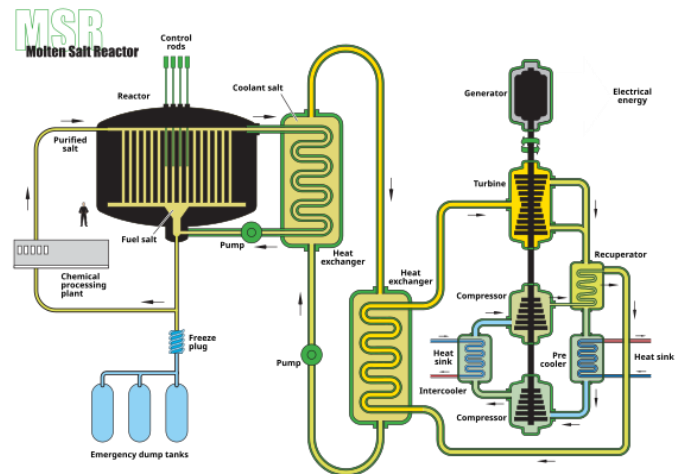 MSR
Molten Salt Reactor
Control
rods
Reactor
Coolant salt
Generator
Electrical
energy
Purified
salt
Turbine
Fuel salt
Pump
Heat
exchanger
Recuperator
Chemical
processing
plant
Heat
exchanger
Compressor
Freeze
plug
Pump
Heat
sink
Pre
cooler
Heat sink
Intercooler
Compressor
Emergency dump tanks